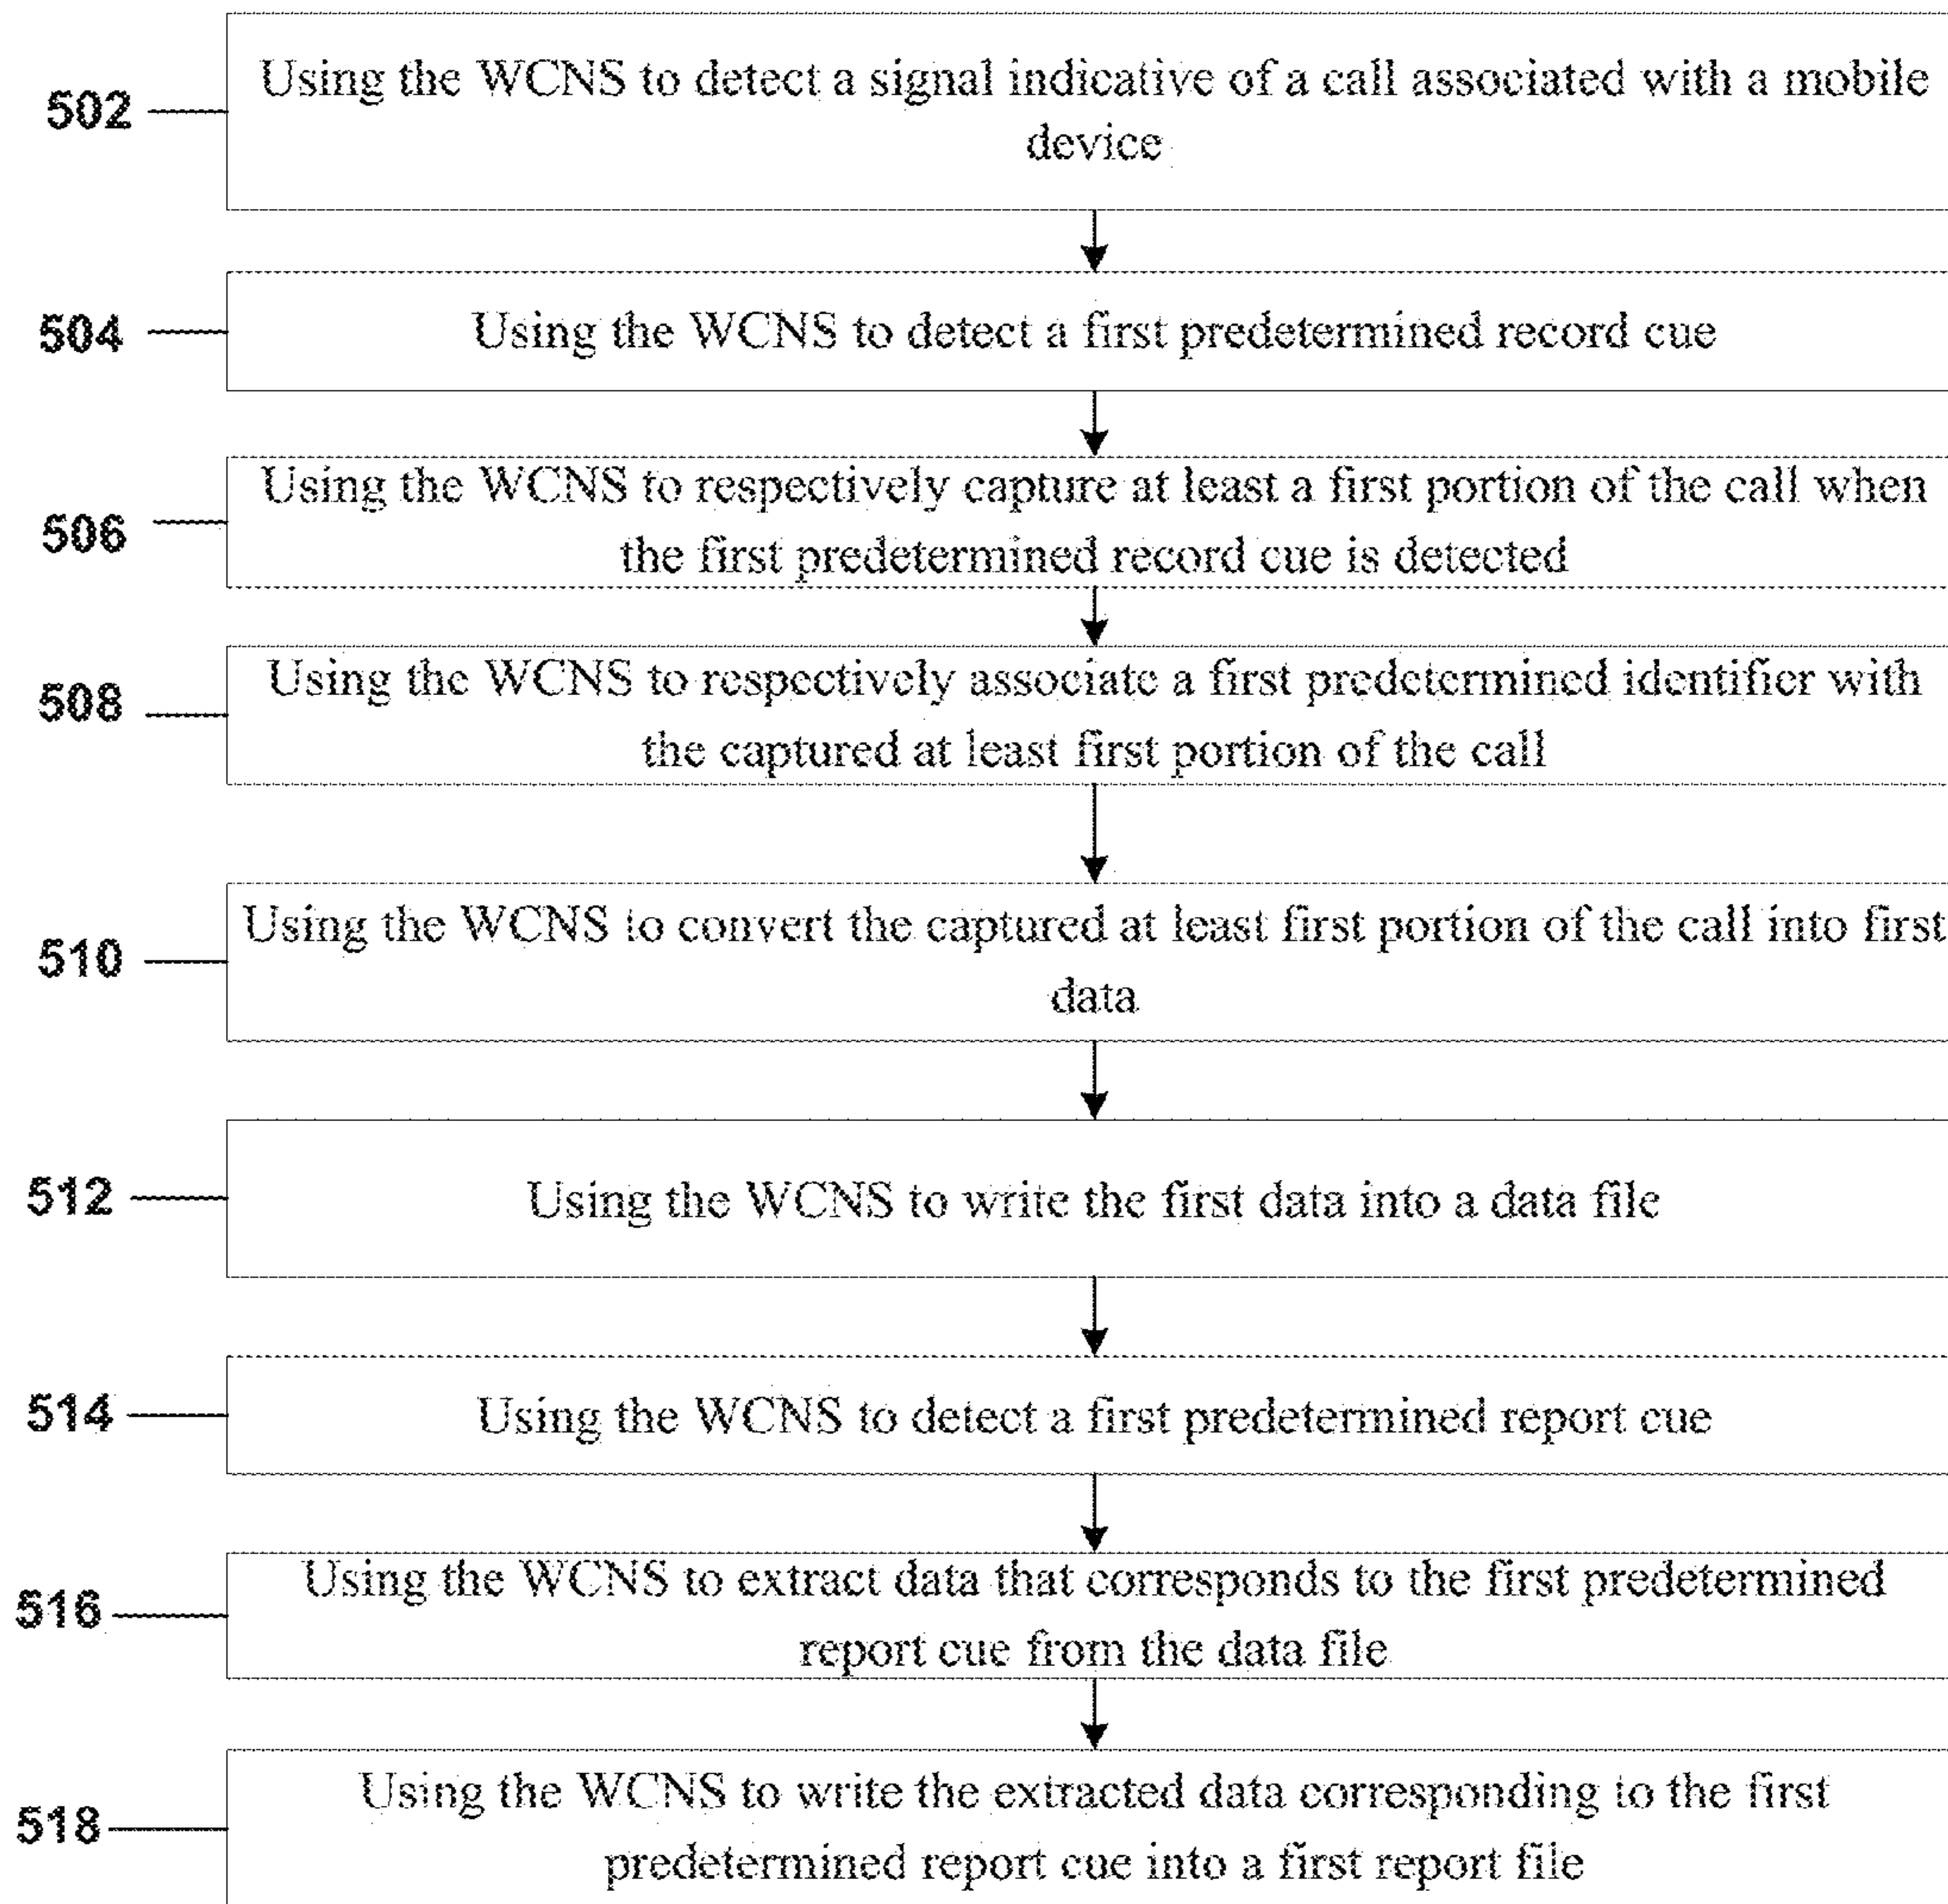 502
Using the WCNS to detect a signal indicative of a call associated with a mobile
device
504
Using the WCNS to detect a first predetermined record cue
506
Using the WCNS to respectively capture at least a first portion of the call when
the first predetermined record cue is detected
508
Using the WCNS to respectively associate a first predetermined identifier with
the captured at least first portion of the call
510
Using the WCNS to convert the captured at least first portion of the call into first
data
512
Using the WCNS to write the first data into a data file
514
Using the WCNS to detect a first predetermined report cue
516
Using the WCNS to extract data that corresponds to the first predetermined
report cue from the data file
518
Using the WCNS to write the extracted data corresponding to the first
predetermined report cue into a first report file